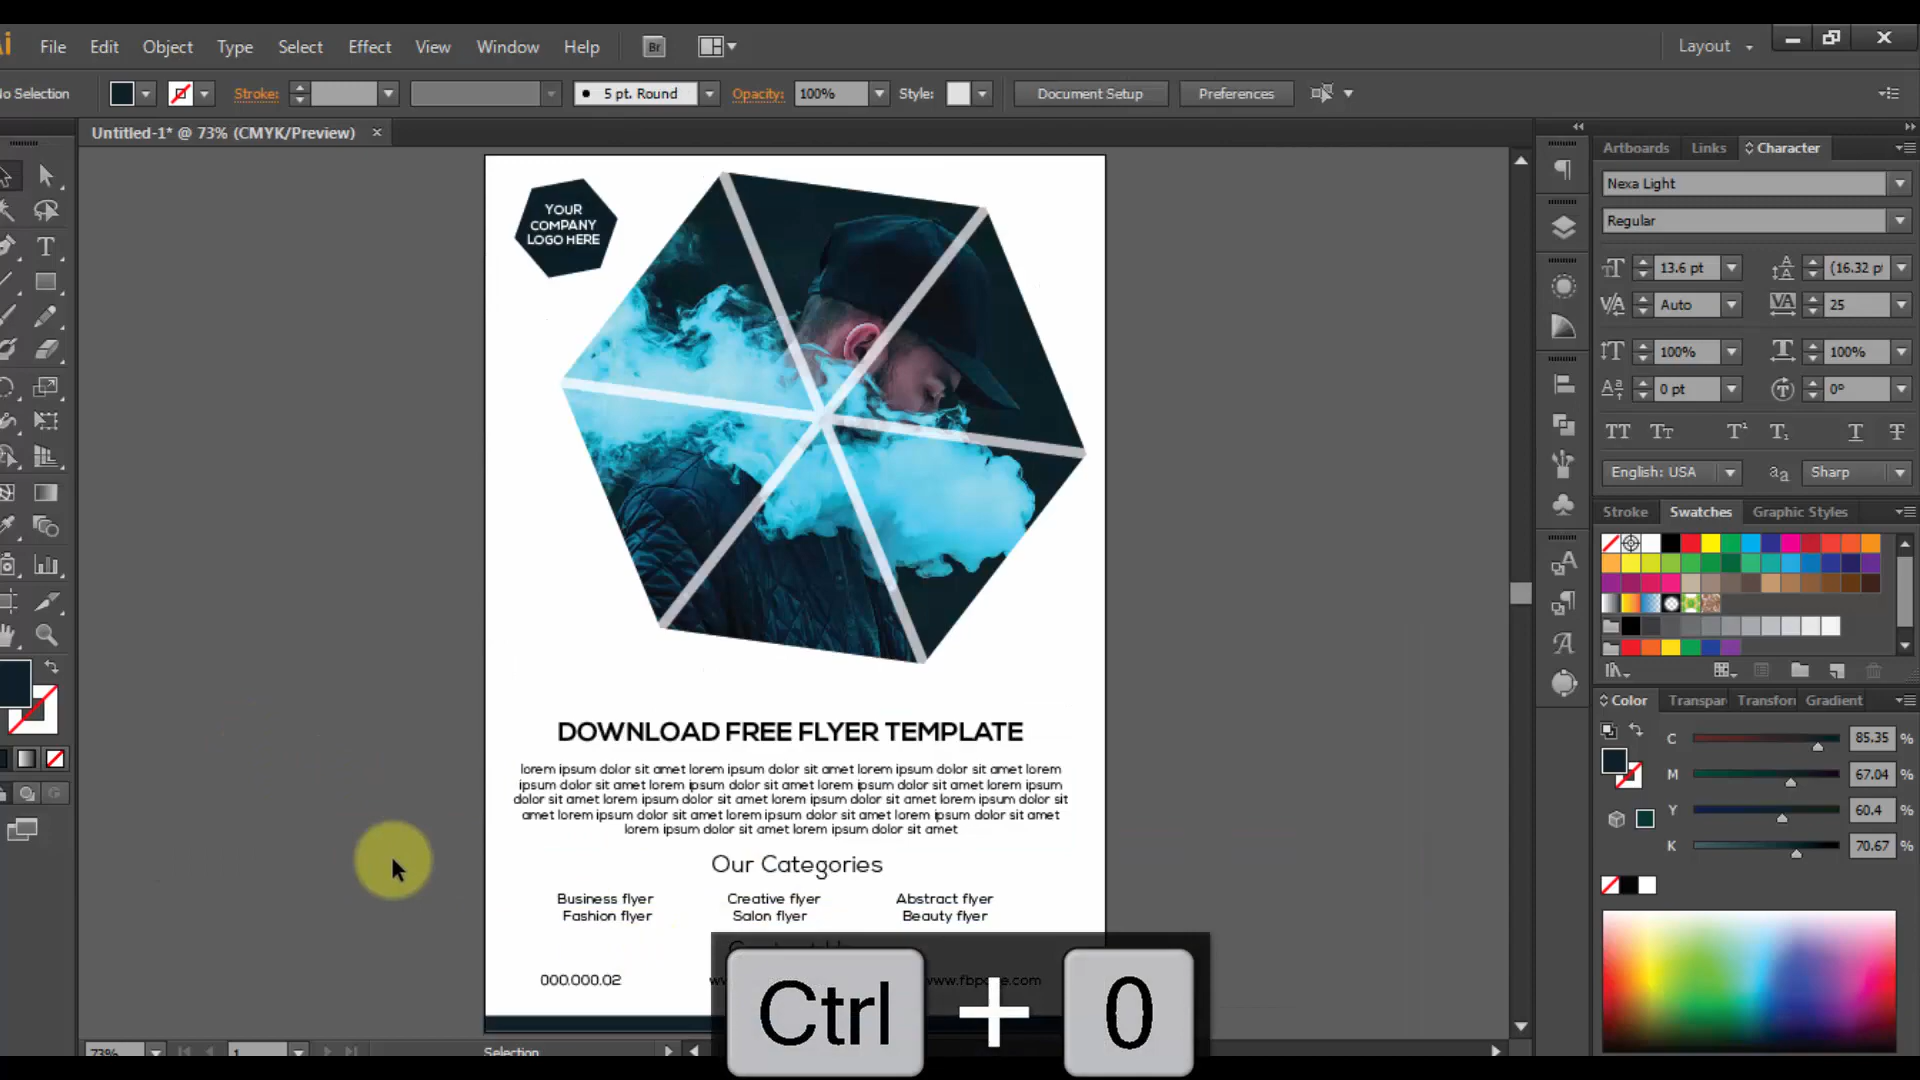 File Edit Object Type Select Effect View Window Help Br Layout
No Selection Stroke: 5 pt. Round Opacity: 100% Style: Document Setup Preferences
Untitled-1* @ 73% (CMYK/Preview)
Artboards Links Character
Nexa Light
Regular
13.6 pt (16.32 pt
Auto 25
100% 100%
0 pt 0°
English: USA Sharp
Stroke Swatches Graphic Styles
Color Transpar Transfor Gradient
C 85.35 %
M 67.04 %
Y 60.4 %
K 70.67 %
YOUR
COMPANY
LOGO HERE
DOWNLOAD FREE FLYER TEMPLATE
lorem ipsum dolor sit amet lorem ipsum dolor sit amet lorem ipsum dolor sit amet lorem
ipsum dolor sit amet lorem ipsum dolor sit amet lorem ipsum dolor sit amet lorem ipsum
dolor sit amet lorem ipsum dolor sit amet lorem ipsum dolor sit amet lorem ipsum dolor sit
amet lorem ipsum dolor sit amet lorem ipsum dolor sit amet lorem ipsum dolor sit amet
lorem ipsum dolor sit amet lorem ipsum dolor sit amet
Our Categories
Business flyer Creative flyer Abstract flyer
Fashion flyer Salon flyer Beauty flyer
000.000.02
Ctrl + 0
73% 1 Selection